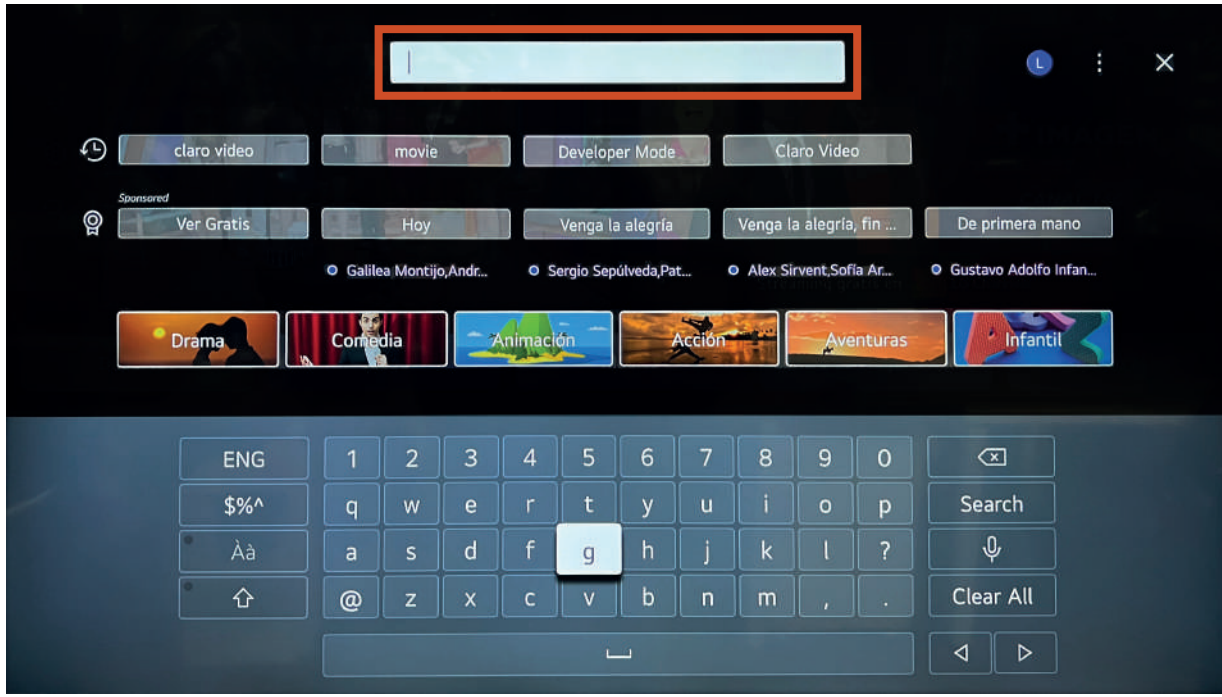 L
claro video movie Developer Mode Claro Video
Sponsored
Ver Gratis Hoy Venga la alegría Venga la alegría, fin ... De primera mano
Galilea Montijo,Andr... Sergio Sepúlveda,Pat... Alex Sirvent,Sofía Ar... Gustavo Adolfo Infan...
Drama Comedia Animación Acción Aventuras Infantil
ENG 1 2 3 4 5 6 7 8 9 0
$%^ q w e r t y u i o p Search
Àà a s d f g h j k l ?
@ z x c v b n m , . Clear All